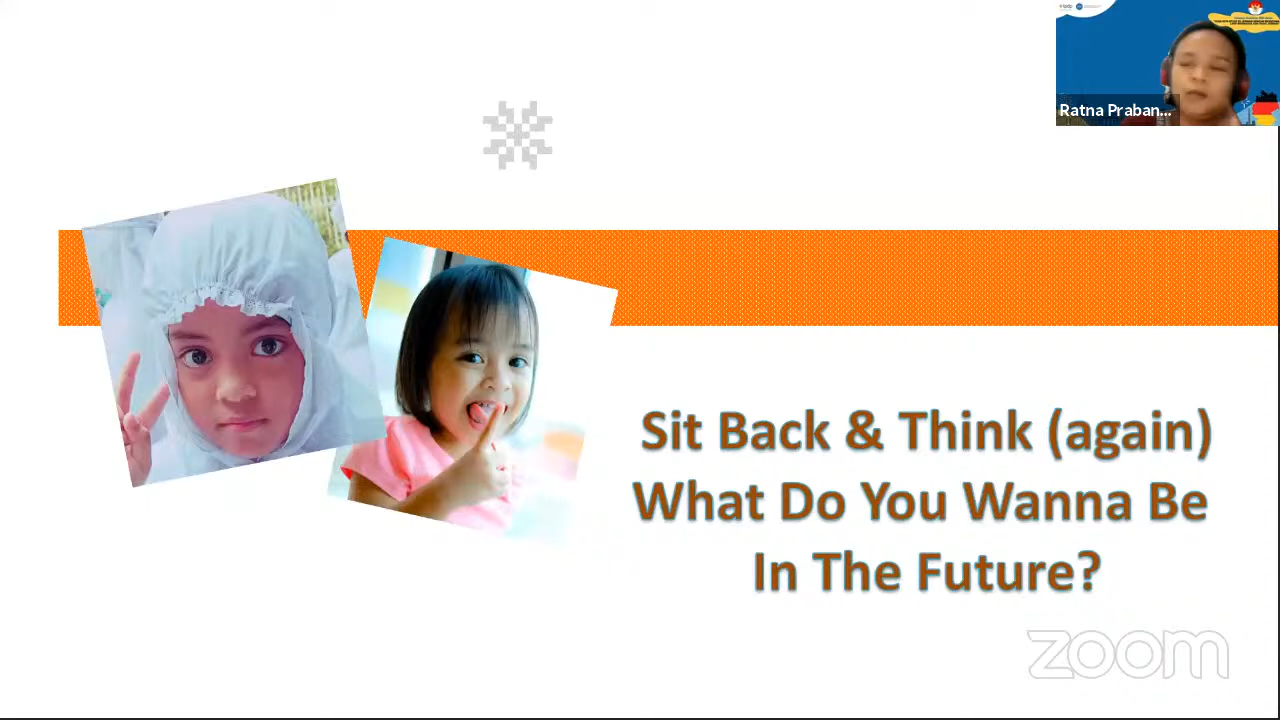 Ratna Praban...
Sit Back & Think (again)
What Do You Wanna Be
In The Future?
zoom